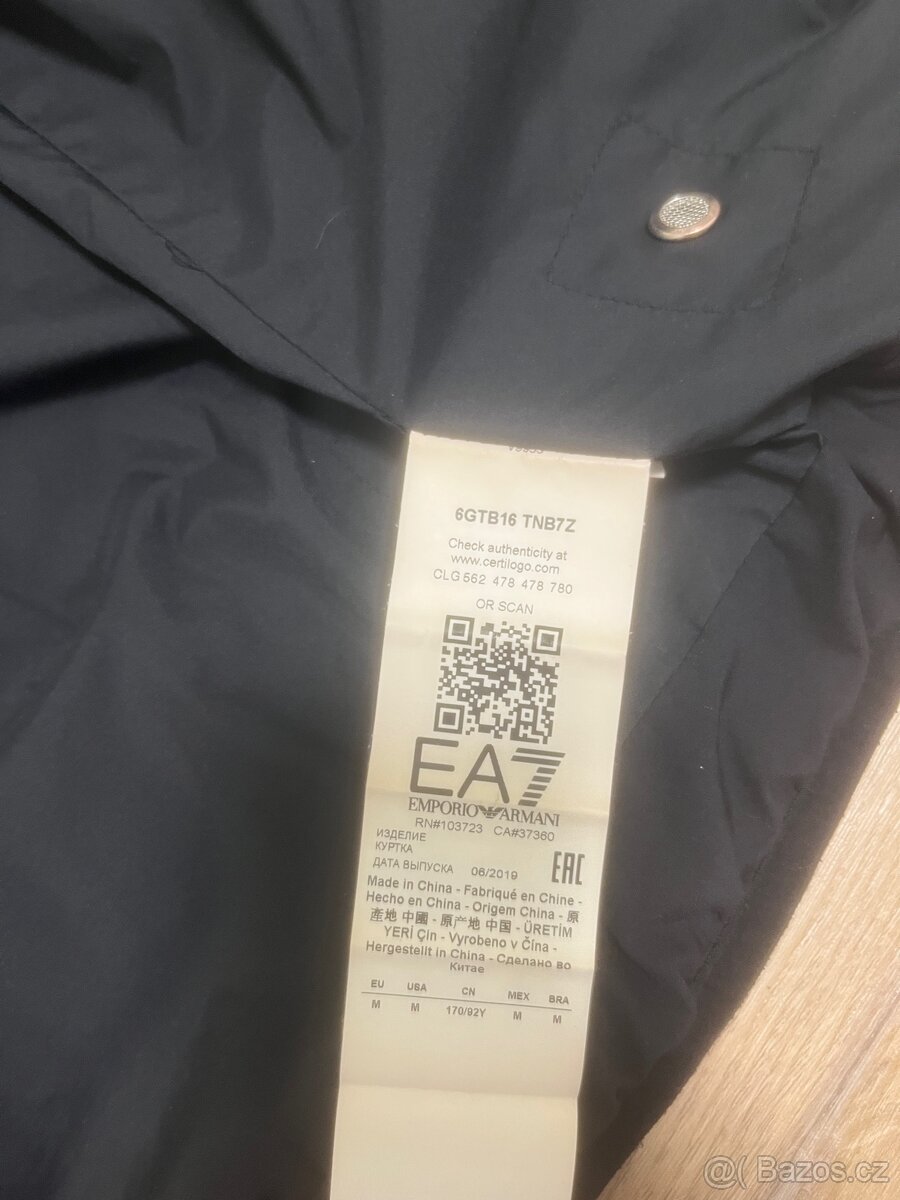 6GTB16 TNB7Z
Check authenticity at
www.certilogo.com
CLG 562 478 478 780
OR SCAN
EA7
EMPORIO ARMANI
RN#103723 CA#37360
ИЗДЕЛИЕ
КУРТКА
ДАТА ВЫПУСКА 06/2019
EAC
Made in China - Fabriqué en Chine -
Hecho en China - Origem China - 原
產地 中國 - 原产地 中国 - ÜRETİM
YERİ Çin - Vyrobeno v Čína -
Hergestellt in China - Сделано во
Китае
EU USA CN MEX BRA
M M 170/92Y M M
@( Bazos.cz